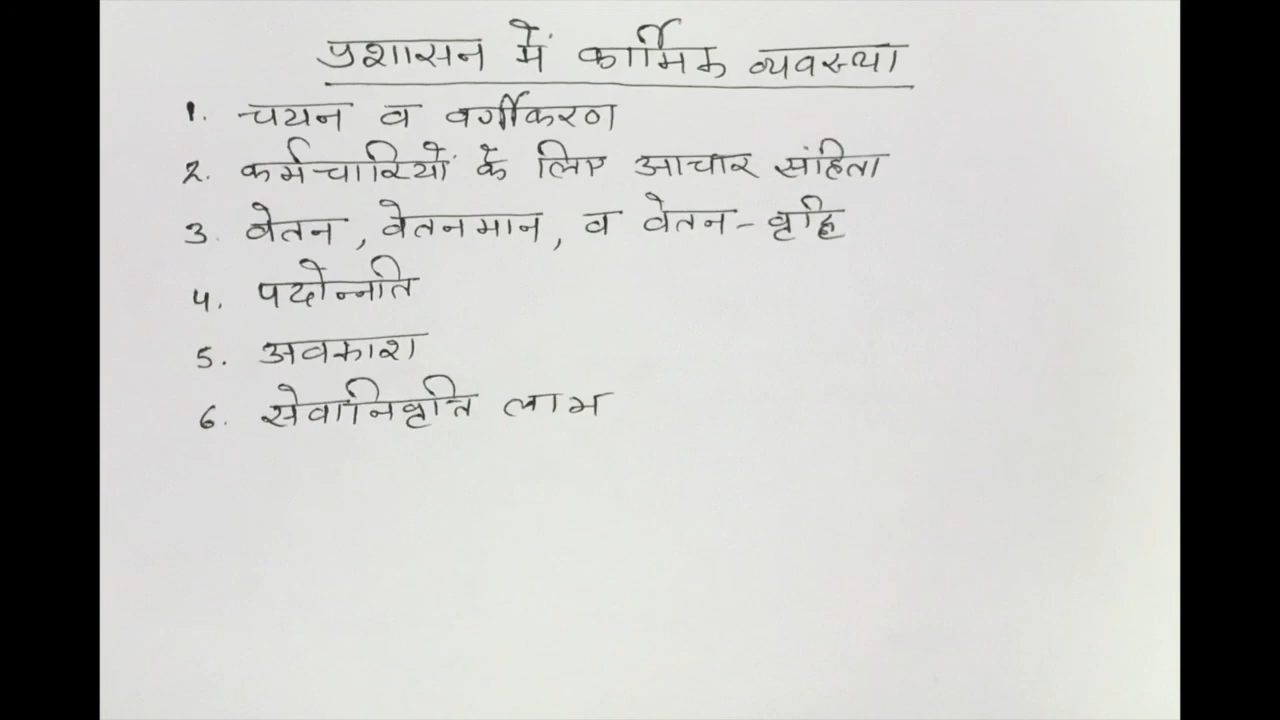 प्रशासन में कार्मिक व्यवस्था
1. चयन व वर्गीकरण
2. कर्मचारियों के लिए आचार संहिता
3. वेतन, वेतनमान, व वेतन-वृद्धि
4. पदोन्नति
5. अवकाश
6. सेवानिवृत्ति लाभ